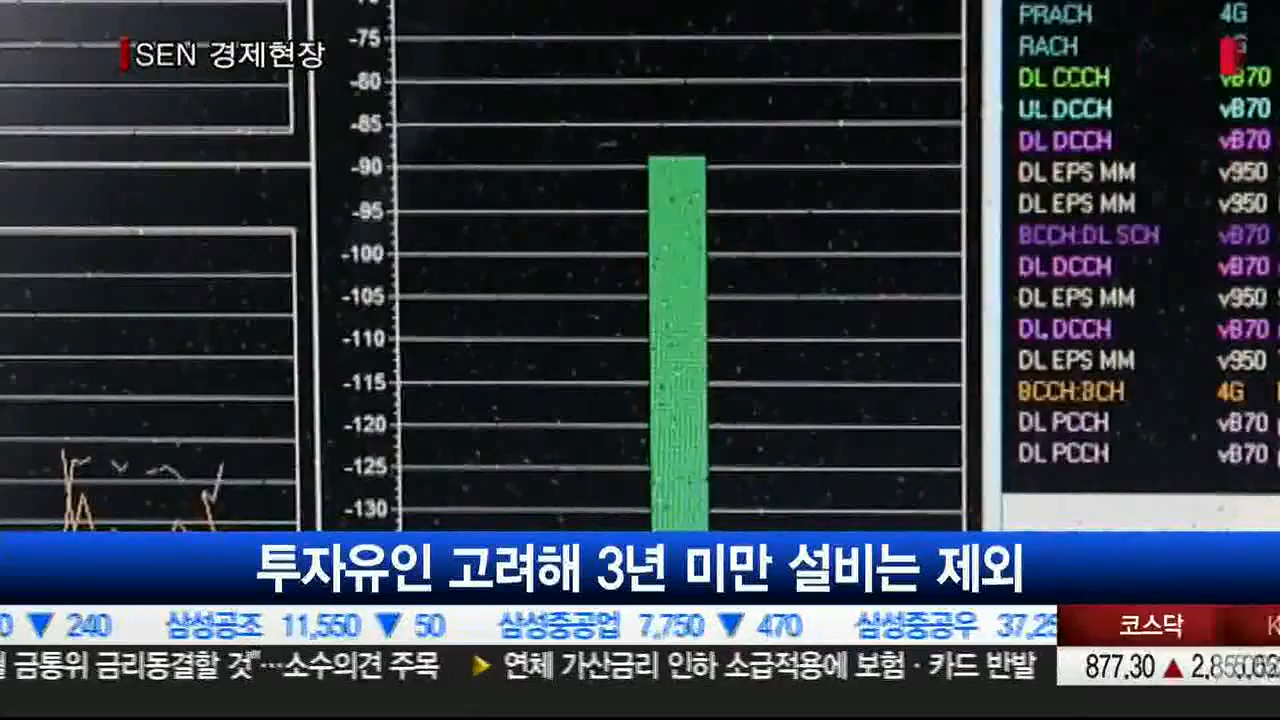 SEN 경제현장
-75
-80
-85
-90
-95
-100
-105
-110
-115
-120
-125
-130
PRACH 4G
RACH
DL CCCH vB70
UL DCCH vB70
DL DCCH vB70
DL EPS MM v950
DL EPS MM v950
BCCH:DL SCH vB70
DL DCCH vB70
DL EPS MM v950
DL DCCH vB70
DL EPS MM v950
BCCH:BCH 4G
DL PCCH vB70
DL PCCH vB70
투자유인 고려해 3년 미만 설비는 제외
▼ 240 삼성공조 11,550 ▼ 50 삼성중공업 7,750 ▼ 470 삼성중공우 37,25
코스닥
금통위 금리동결할 것"…소수의견 주목 ▶ 연체 가산금리 인하 소급적용에 보험·카드 반발
877.30 ▲